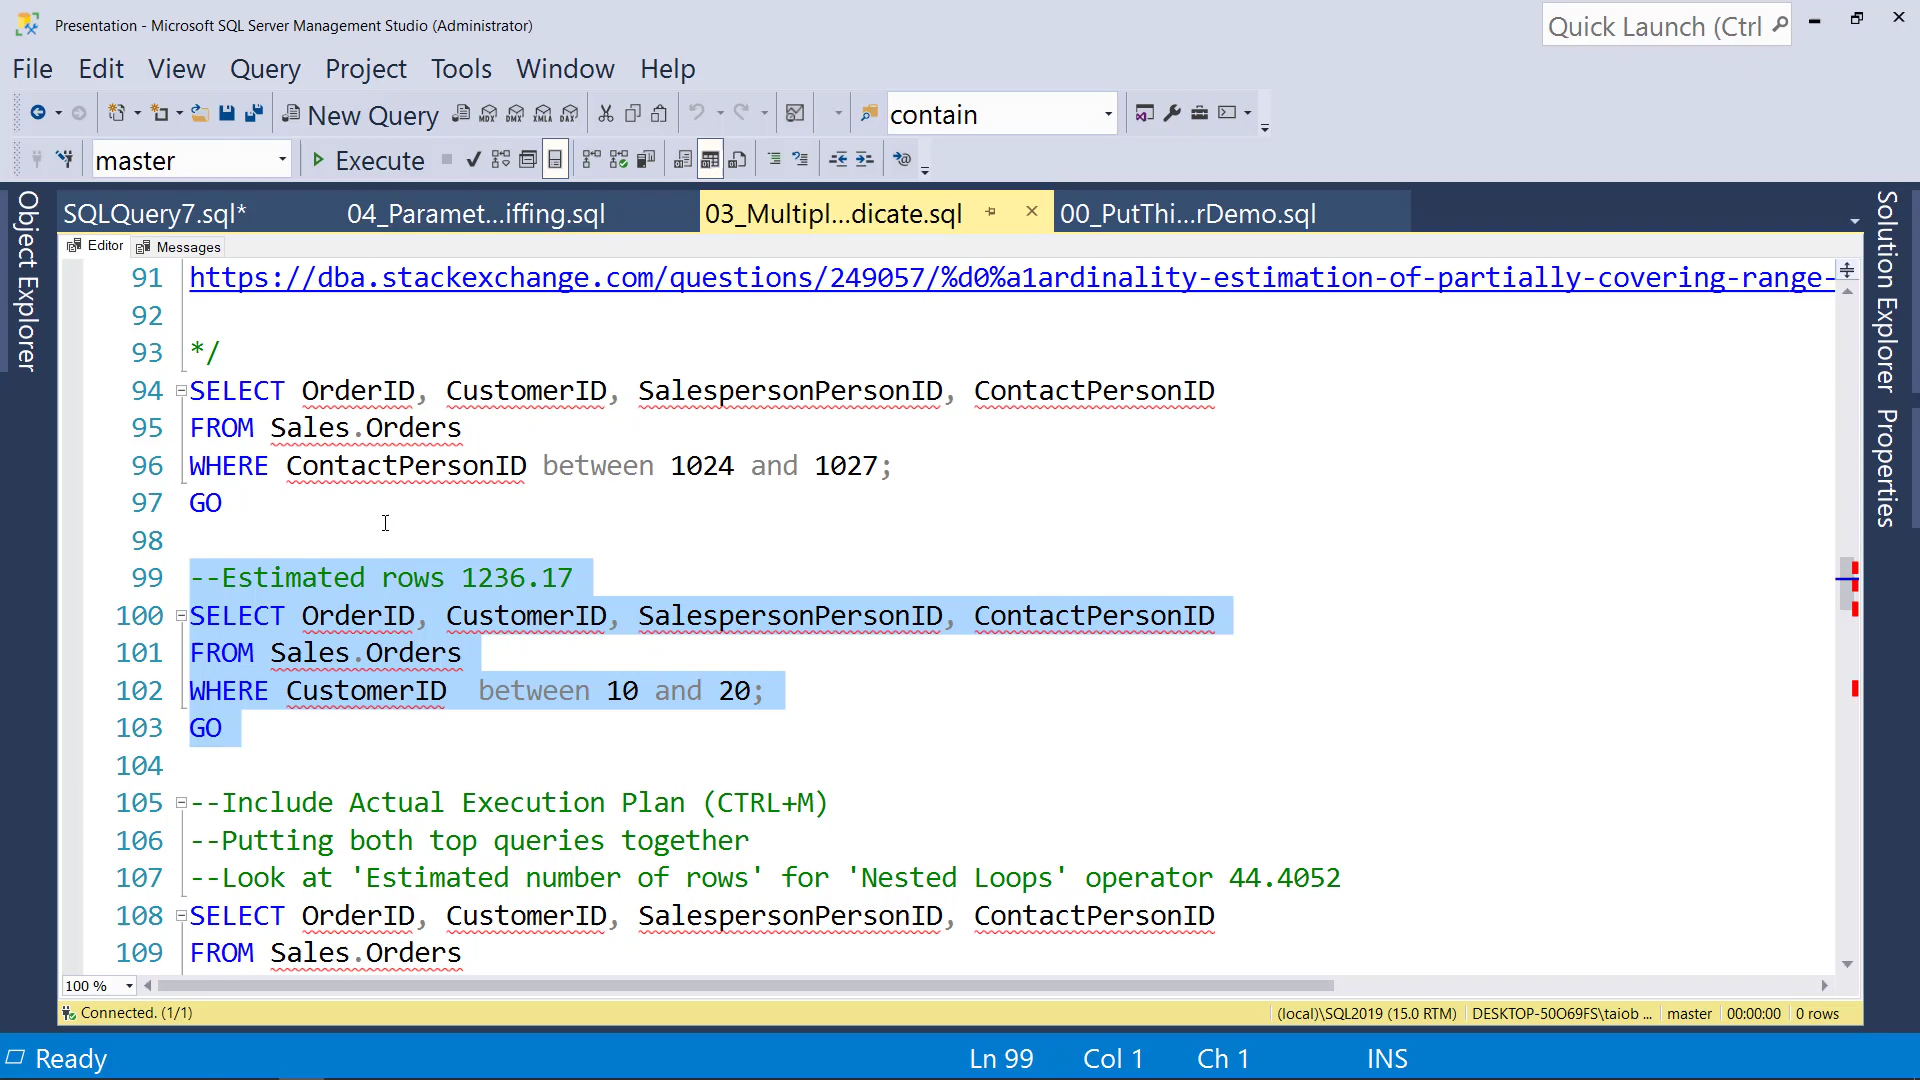 Presentation - Microsoft SQL Server Management Studio (Administrator)
Quick Launch (Ctrl
File Edit View Query Project Tools Window Help
New Query MDX DMX XMLA DAX contain
master Execute
SQLQuery7.sql* 04_Paramet...iffing.sql 03_Multipl...dicate.sql 00_PutThi...rDemo.sql
Editor Messages
Object Explorer
Solution Explorer
Properties
91 https://dba.stackexchange.com/questions/249057/%d0%a1ardinality-estimation-of-partially-covering-range-
92
93 */
94 SELECT OrderID, CustomerID, SalespersonPersonID, ContactPersonID
95 FROM Sales.Orders
96 WHERE ContactPersonID between 1024 and 1027;
97 GO
98
99 --Estimated rows 1236.17
100 SELECT OrderID, CustomerID, SalespersonPersonID, ContactPersonID
101 FROM Sales.Orders
102 WHERE CustomerID  between 10 and 20;
103 GO
104
105 --Include Actual Execution Plan (CTRL+M)
106 --Putting both top queries together
107 --Look at 'Estimated number of rows' for 'Nested Loops' operator 44.4052
108 SELECT OrderID, CustomerID, SalespersonPersonID, ContactPersonID
109 FROM Sales.Orders
100 %
Connected. (1/1) (local)\SQL2019 (15.0 RTM) DESKTOP-50O69FS\taiob ... master 00:00:00 0 rows
Ready Ln 99 Col 1 Ch 1 INS